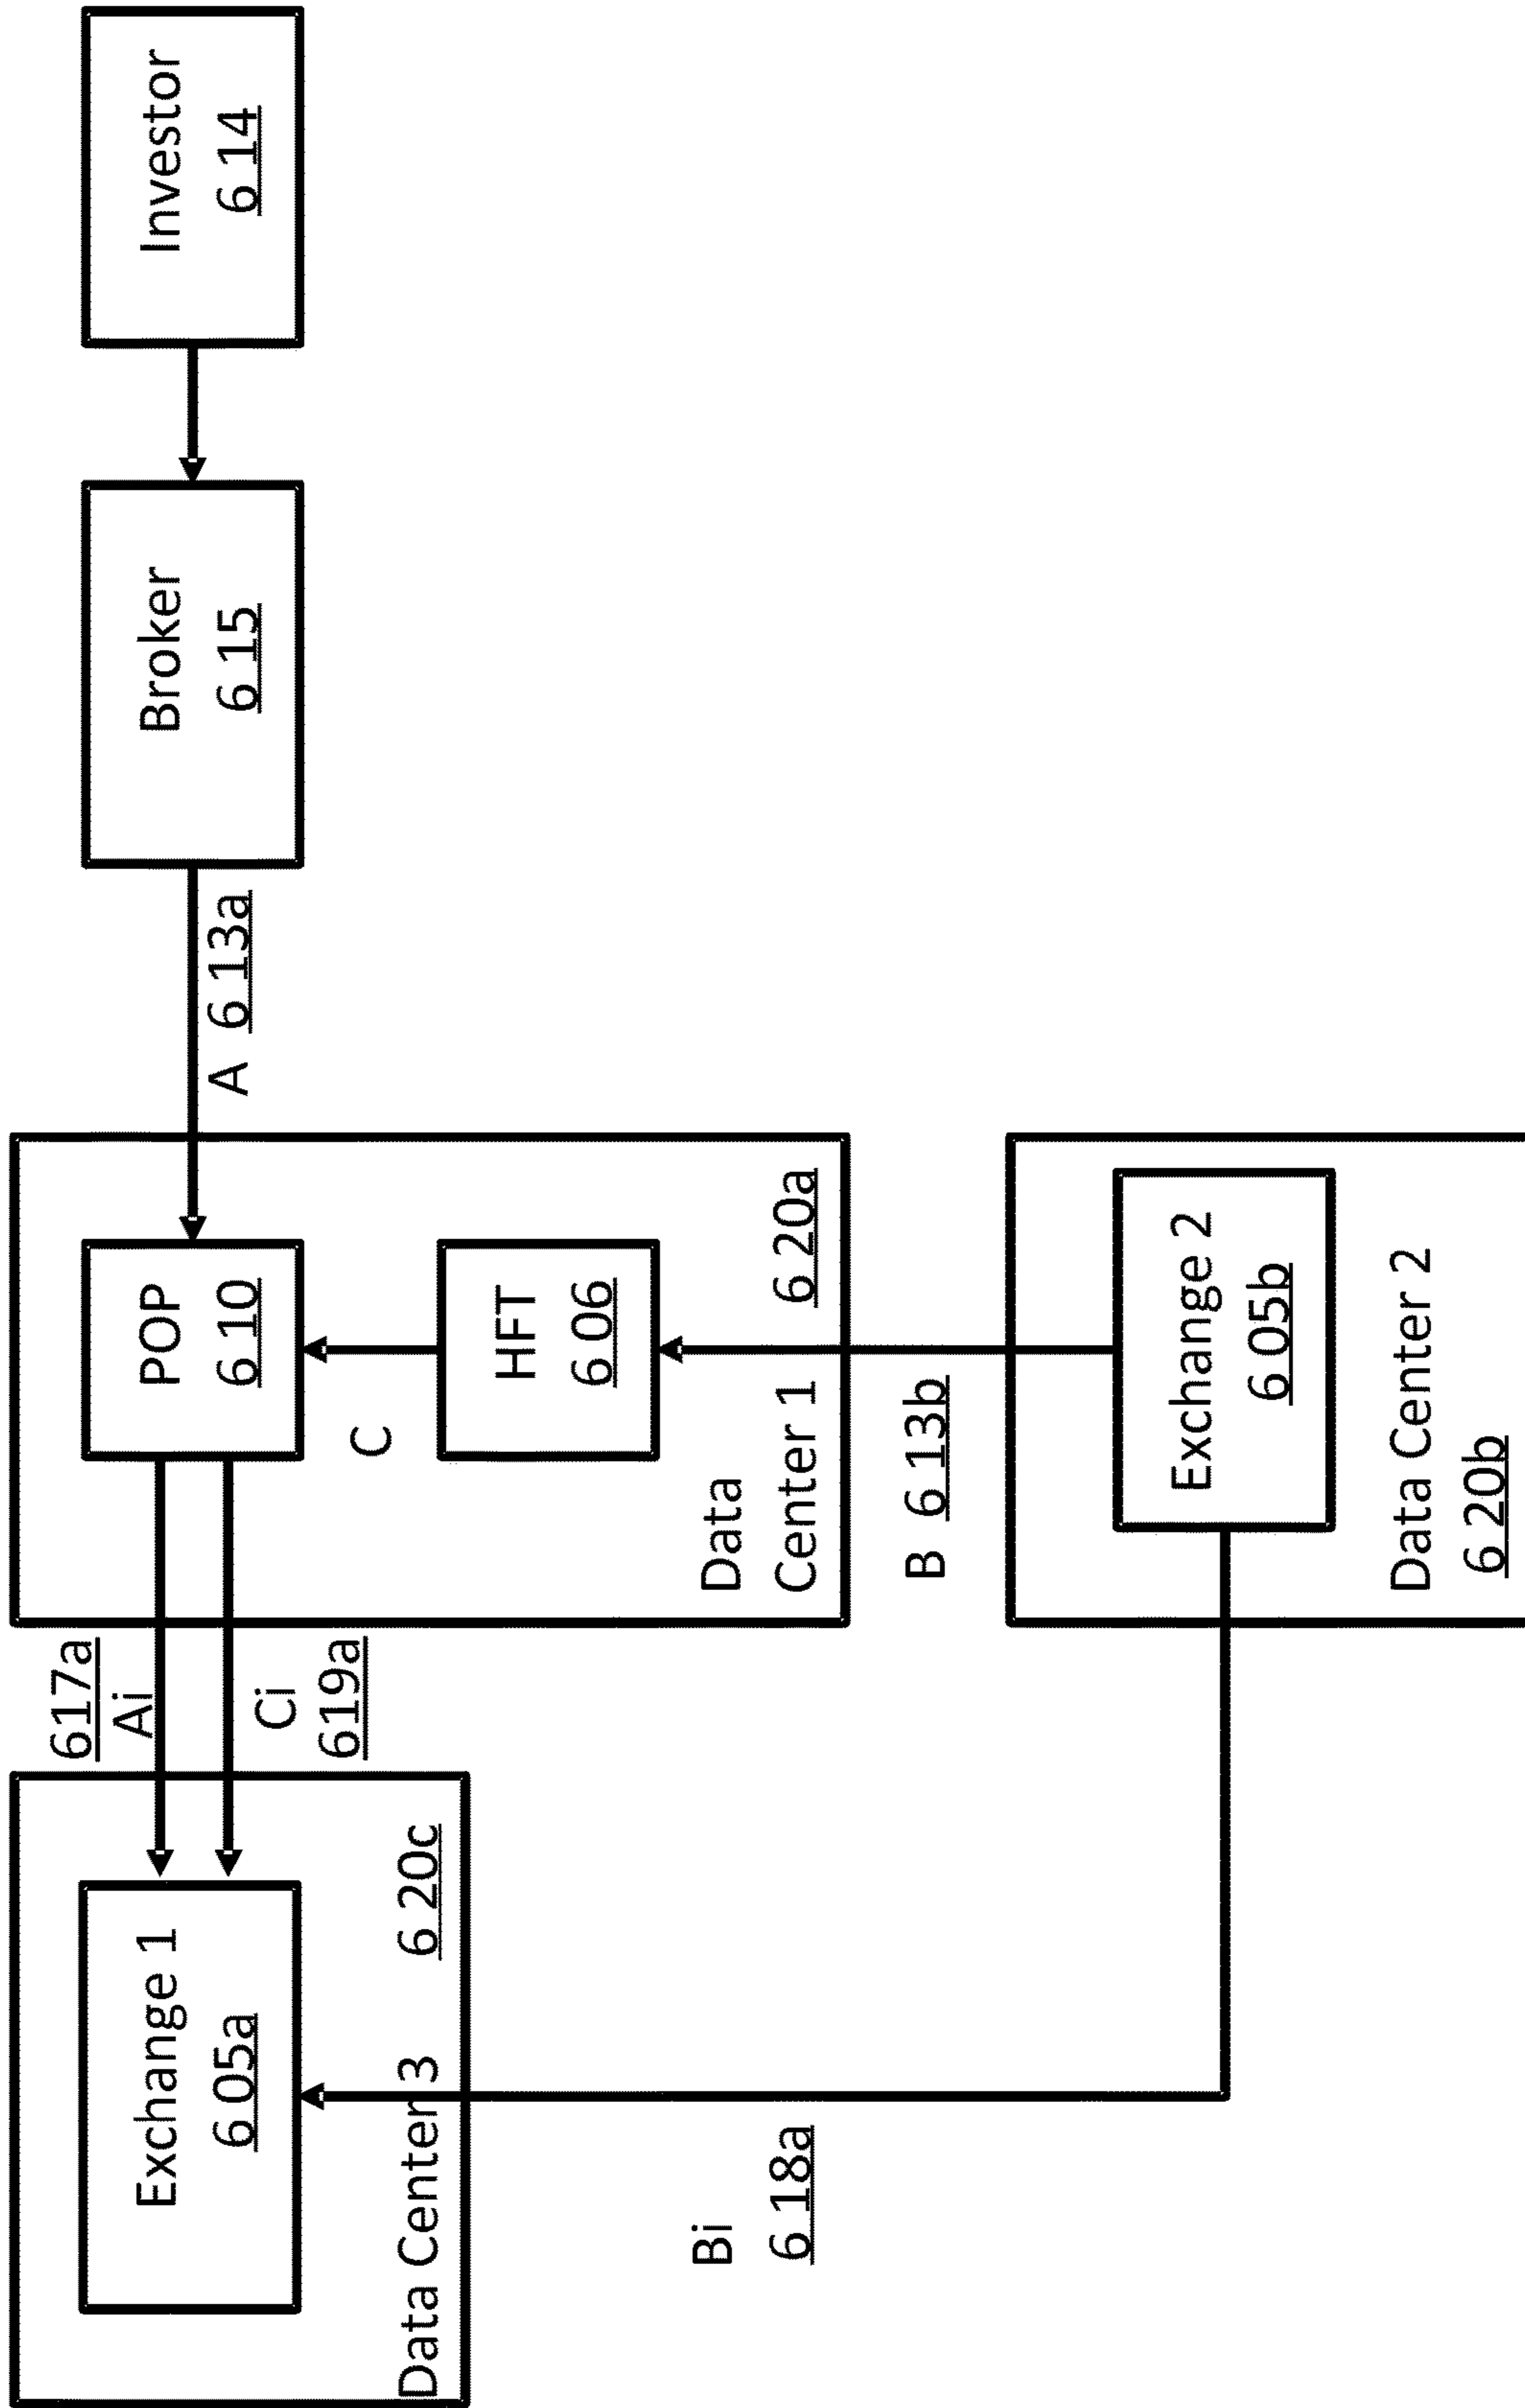 Exchange 1
6 05a
Data Center 3
6 20c
617a
Ai
Ci
619a
POP
6 10
C
HFT
6 06
Data
Center 1
6 20a
A 6 13a
Broker
6 15
Investor
6 14
Bi
6 18a
B 6 13b
Exchange 2
6 05b
Data Center 2
6 20b